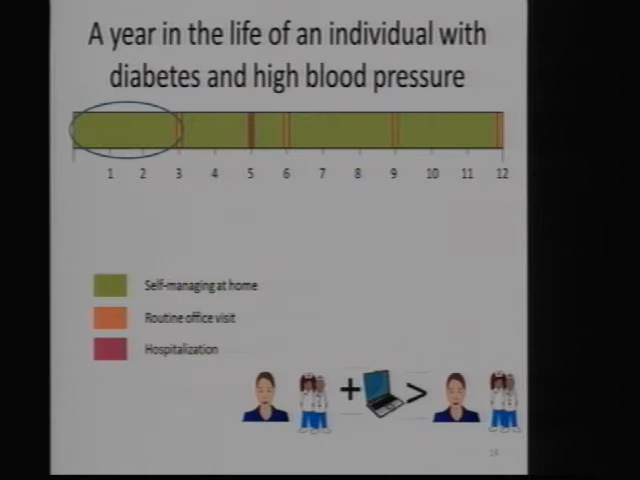 A year in the life of an individual with
diabetes and high blood pressure
1 2 3 4 5 6 7 8 9 10 11 12
Self-managing at home
Routine office visit
Hospitalization
+ >
14